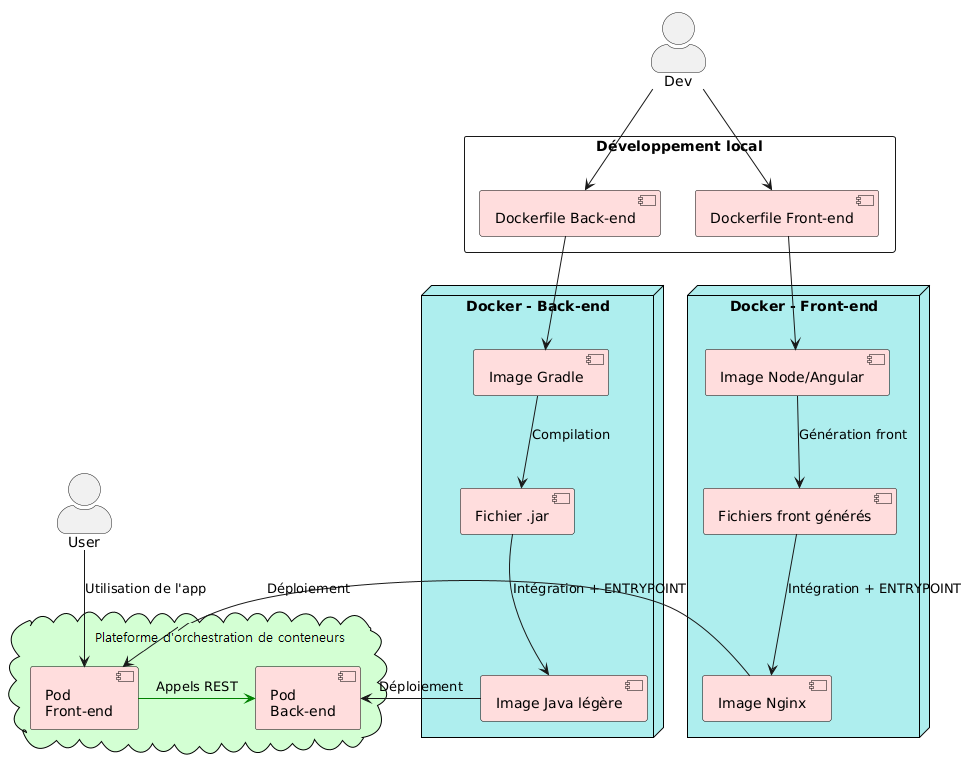 Dev
Développement local
Dockerfile Back-end
Dockerfile Front-end
Docker - Back-end
Docker - Front-end
Image Gradle
Image Node/Angular
Compilation
Génération front
Fichier .jar
Fichiers front générés
User
Utilisation de l'app
Déploiement
Intégration + ENTRYPOINT
Intégration + ENTRYPOINT
Plateforme d'orchestration de conteneurs
Pod
Front-end
Appels REST
Pod
Back-end
Déploiement
Image Java légère
Image Nginx